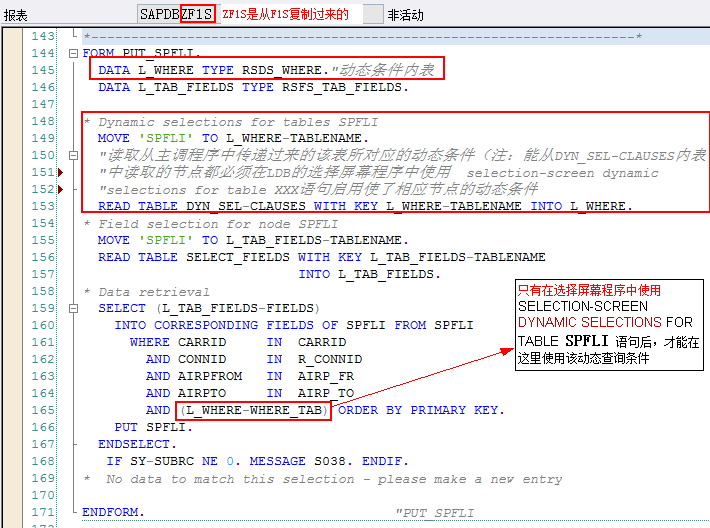 报表 SAPDBZF1S ZF1S是从F1S复制过来的 非活动
143 *----------------------------------------------------------------------*
144 FORM PUT_SPFLI.
145 DATA L_WHERE TYPE RSDS_WHERE."动态条件内表
146 DATA L_TAB_FIELDS TYPE RSFS_TAB_FIELDS.
147
148 * Dynamic selections for tables SPFLI
149 MOVE 'SPFLI' TO L_WHERE-TABLENAME.
150 "读取从主调程序中传递过来的该表所对应的动态条件（注：能从DYN_SEL-CLAUSES内表
151 "中读取的节点都必须在LDB的选择屏幕程序中使用 selection-screen dynamic
152 "selections for table XXX语句启用使了相应节点的动态条件
153 READ TABLE DYN_SEL-CLAUSES WITH KEY L_WHERE-TABLENAME INTO L_WHERE.
154 * Field selection for node SPFLI
155 MOVE 'SPFLI' TO L_TAB_FIELDS-TABLENAME.
156 READ TABLE SELECT_FIELDS WITH KEY L_TAB_FIELDS-TABLENAME
157 INTO L_TAB_FIELDS.
158 * Data retrieval
159 SELECT (L_TAB_FIELDS-FIELDS)
160 INTO CORRESPONDING FIELDS OF SPFLI FROM SPFLI
161 WHERE CARRID IN CARRID
162 AND CONNID IN R_CONNID
163 AND AIRPFROM IN AIRP_FR
164 AND AIRPTO IN AIRP_TO
165 AND (L_WHERE-WHERE_TAB) ORDER BY PRIMARY KEY.
166 PUT SPFLI.
167 ENDSELECT.
168 IF SY-SUBRC NE 0. MESSAGE S038. ENDIF.
169 * No data to match this selection - please make a new entry
170
171 ENDFORM. "PUT_SPFLI
只有在选择屏幕程序中使用
SELECTION-SCREEN
DYNAMIC SELECTIONS FOR
TABLE SPFLI 语句后，才能在
这里使用该动态查询条件